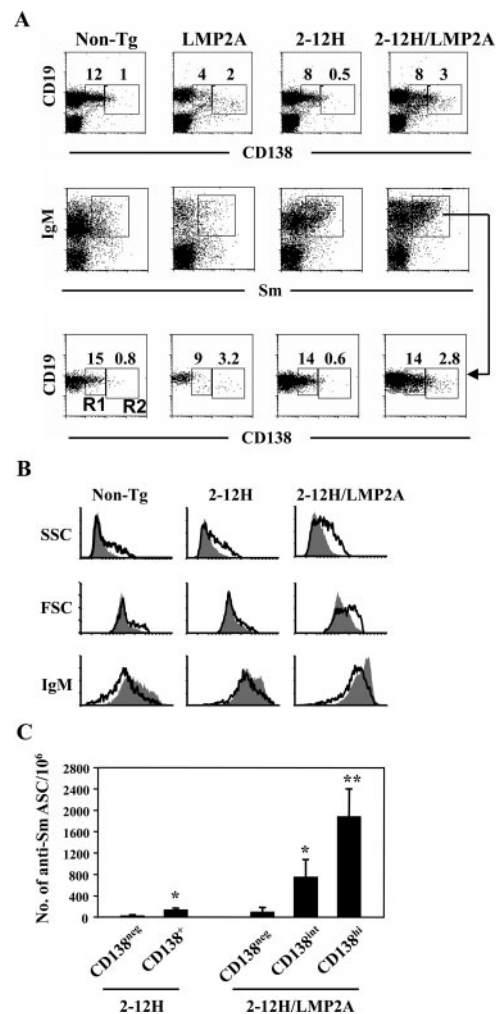 A
Non-Tg LMP2A 2-12H 2-12H/LMP2A
CD19
12 1 4 2 8 0.5 8 3
CD138
IgM
Sm
CD19
15 0.8 9 3.2 14 0.6 14 2.8
R1 R2
CD138
B
Non-Tg 2-12H 2-12H/LMP2A
SSC
FSC
IgM
C
No. of anti-Sm ASC/10⁶
2800
2400
2000
1600
1200
800
400
0
* * **
CD138ⁿᵉᵍ CD138⁺ CD138ⁿᵉᵍ CD138ⁱⁿᵗ CD138ʰⁱ
2-12H 2-12H/LMP2A